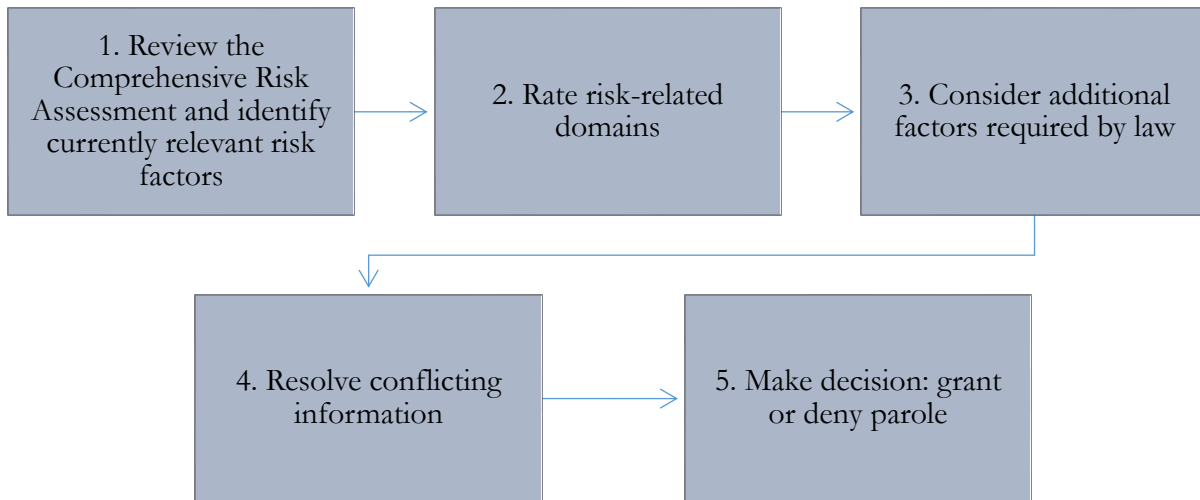 1. Review the
Comprehensive Risk
Assessment and identify
currently relevant risk
factors
2. Rate risk-related
domains
3. Consider additional
factors required by law
4. Resolve conflicting
information
5. Make decision: grant
or deny parole